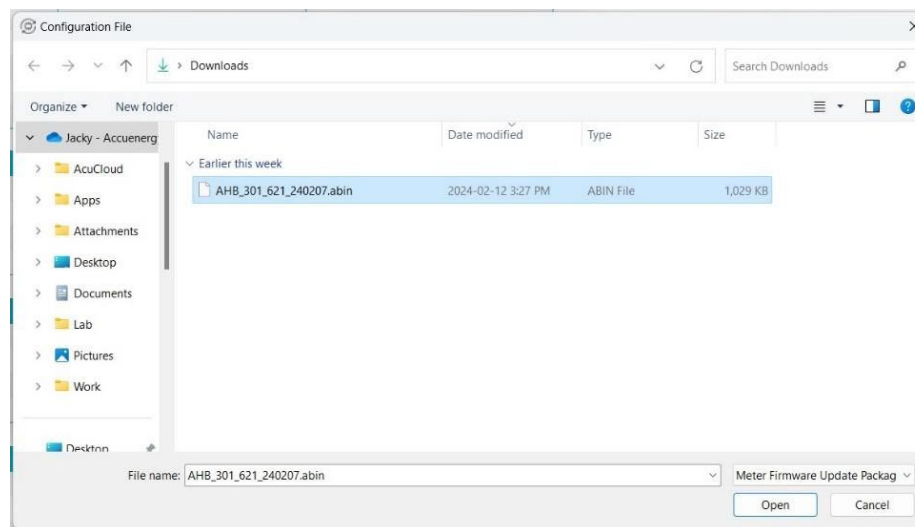 Configuration File
Downloads
Search Downloads
Organize
New folder
Jacky - Accuenerg
Name
Date modified
Type
Size
Earlier this week
AHB_301_621_240207.abin
2024-02-12 3:27 PM
ABIN File
1,029 KB
AcuCloud
Apps
Attachments
Desktop
Documents
Lab
Pictures
Work
Desktop
File name:
AHB_301_621_240207.abin
Meter Firmware Update Packag
Open
Cancel